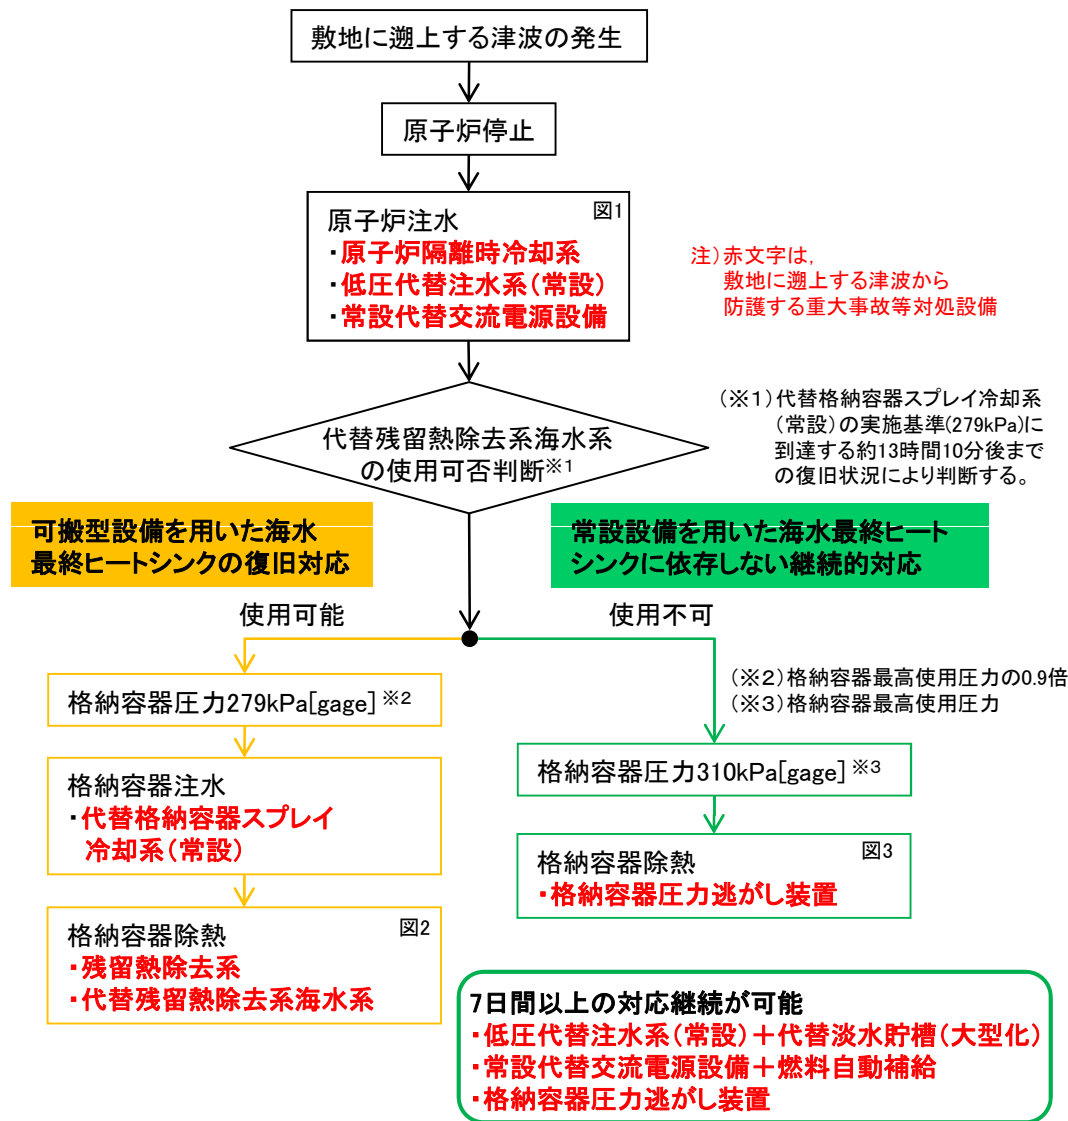 敷地に遡上する津波の発生
原子炉停止
図1
原子炉注水
・原子炉隔離時冷却系
・低圧代替注水系(常設)
・常設代替交流電源設備
注)赤文字は,
敷地に遡上する津波から
防護する重大事故等対処設備
代替残留熱除去系海水系
の使用可否判断※1
(※1)代替格納容器スプレイ冷却系
(常設)の実施基準(279kPa)に
到達する約13時間10分後まで
の復旧状況により判断する。
可搬型設備を用いた海水
最終ヒートシンクの復旧対応
常設設備を用いた海水最終ヒート
シンクに依存しない継続的対応
使用可能
使用不可
格納容器圧力279kPa[gage]※2
(※2)格納容器最高使用圧力の0.9倍
(※3)格納容器最高使用圧力
格納容器注水
・代替格納容器スプレイ
冷却系(常設)
格納容器圧力310kPa[gage]※3
図3
格納容器除熱
・格納容器圧力逃がし装置
図2
格納容器除熱
・残留熱除去系
・代替残留熱除去系海水系
7日間以上の対応継続が可能
・低圧代替注水系(常設)+代替淡水貯槽(大型化)
・常設代替交流電源設備+燃料自動補給
・格納容器圧力逃がし装置